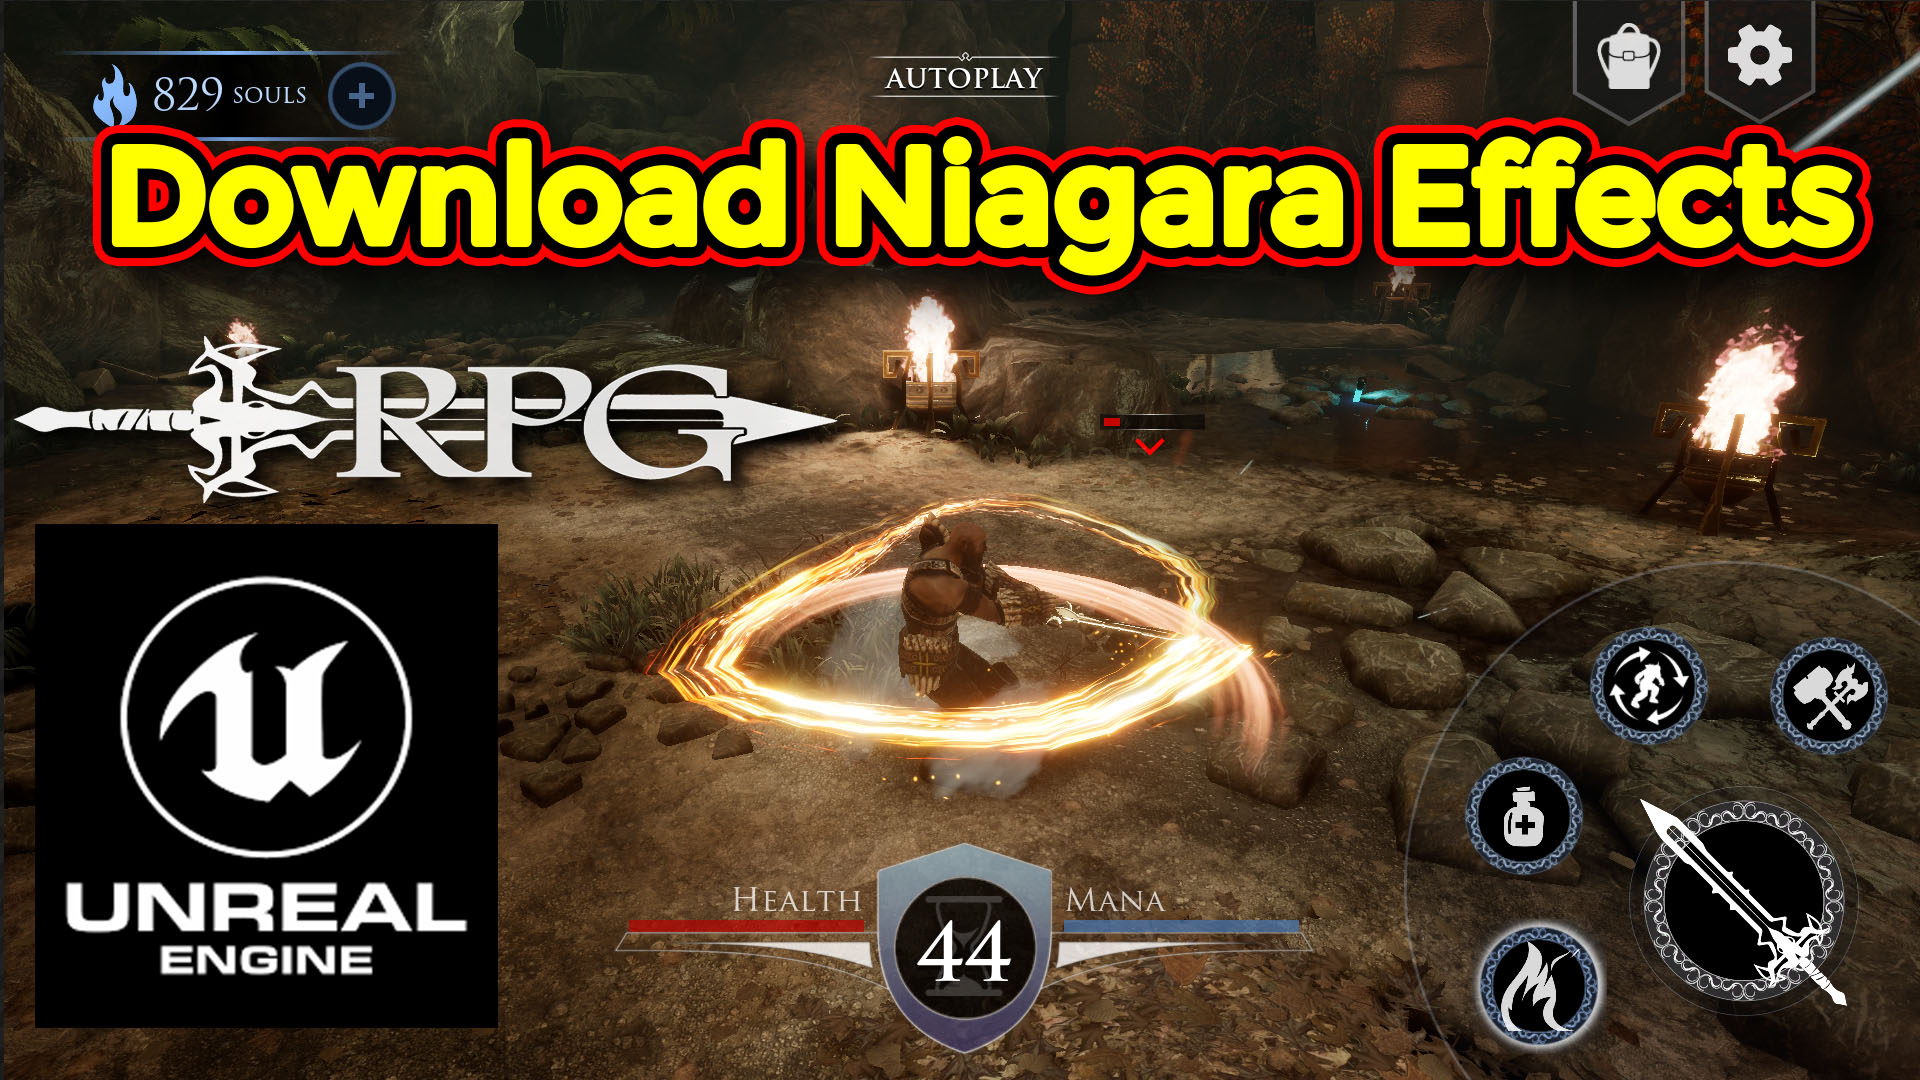 829 SOULS
AUTOPLAY
Download Niagara Effects
RPG
UNREAL
ENGINE
HEALTH
44
MANA